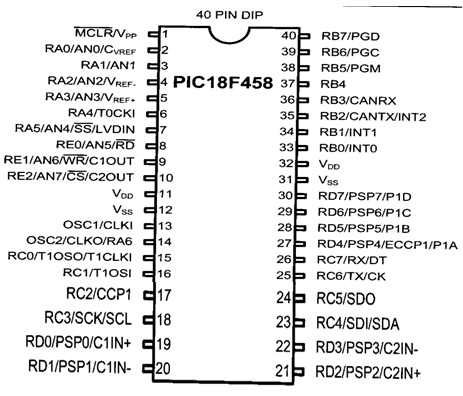 40 PIN DIP
PIC18F458
MCLR/VPP 1
RA0/AN0/CVREF 2
RA1/AN1 3
RA2/AN2/VREF- 4
RA3/AN3/VREF+ 5
RA4/T0CKI 6
RA5/AN4/SS/LVDIN 7
RE0/AN5/RD 8
RE1/AN6/WR/C1OUT 9
RE2/AN7/CS/C2OUT 10
VDD 11
VSS 12
OSC1/CLKI 13
OSC2/CLKO/RA6 14
RC0/T1OSO/T1CLKI 15
RC1/T1OSI 16
RC2/CCP1 17
RC3/SCK/SCL 18
RD0/PSP0/C1IN+ 19
RD1/PSP1/C1IN- 20
40 RB7/PGD
39 RB6/PGC
38 RB5/PGM
37 RB4
36 RB3/CANRX
35 RB2/CANTX/INT2
34 RB1/INT1
33 RB0/INT0
32 VDD
31 VSS
30 RD7/PSP7/P1D
29 RD6/PSP6/P1C
28 RD5/PSP5/P1B
27 RD4/PSP4/ECCP1/P1A
26 RC7/RX/DT
25 RC6/TX/CK
24 RC5/SDO
23 RC4/SDI/SDA
22 RD3/PSP3/C2IN-
21 RD2/PSP2/C2IN+